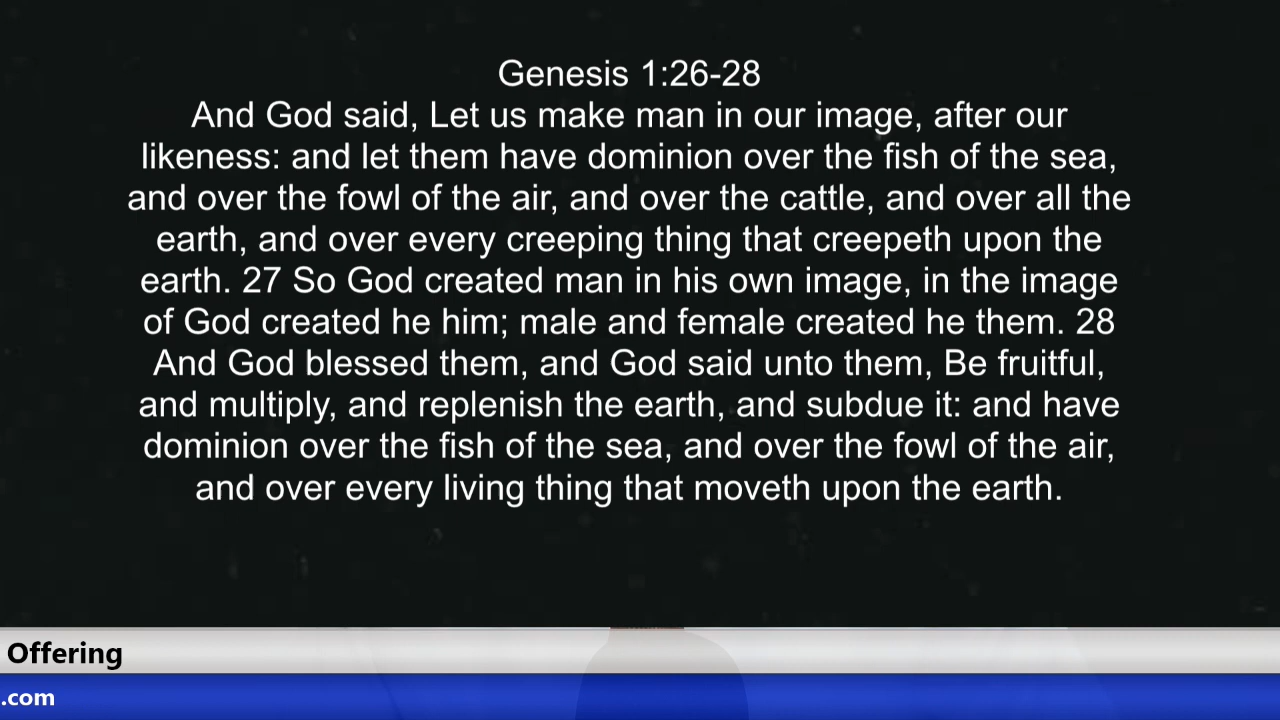 Genesis 1:26-28
And God said, Let us make man in our image, after our
likeness: and let them have dominion over the fish of the sea,
and over the fowl of the air, and over the cattle, and over all the
earth, and over every creeping thing that creepeth upon the
earth. 27 So God created man in his own image, in the image
of God created he him; male and female created he them. 28
And God blessed them, and God said unto them, Be fruitful,
and multiply, and replenish the earth, and subdue it: and have
dominion over the fish of the sea, and over the fowl of the air,
and over every living thing that moveth upon the earth.
Offering
.com